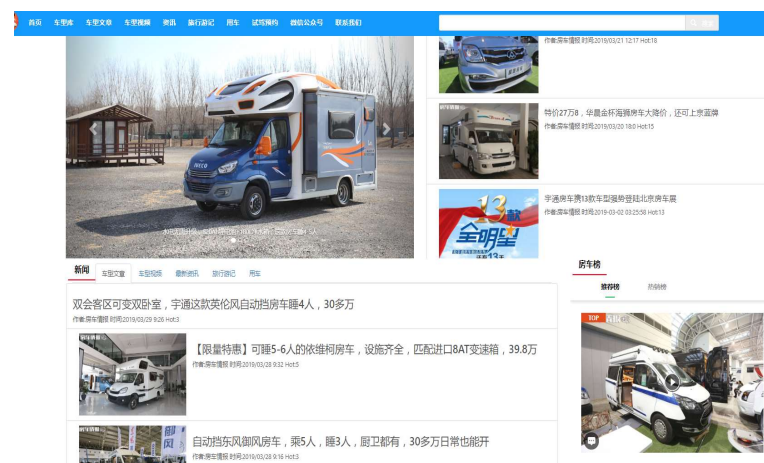 首页 车型库 车型文章 车型视频 资讯 旅行游记 用车 试驾预约 微信公众号 联系我们
作者:房车情报 时间:2019/03/21 12:17 Hot:18
特价27万8，华晨金杯海狮房车大降价，还可上京蓝牌
作者:房车情报 时间:2019/03/20 18:0 Hot:15
宇通房车携13款车型强势登陆北京房车展
作者:房车情报 时间:2019-03-02 03:25:58 Hot:13
IVECO
13款
全明星
新闻 车型文章 车型视频 最新资讯 旅行游记 用车
房车榜
推荐榜 热销榜
双会客区可变双卧室，宇通这款英伦风自动挡房车睡4人，30多万
作者:房车情报 时间:2019/03/29 9:26 Hot:3
TOP
【限量特惠】可睡5-6人的依维柯房车，设施齐全，匹配进口8AT变速箱，39.8万
作者:房车情报 时间:2019/03/28 9:32 Hot:5
自动挡东风御风房车，乘5人，睡3人，厨卫都有，30多万日常也能开
作者:房车情报 时间:2019/03/28 9:16 Hot:3